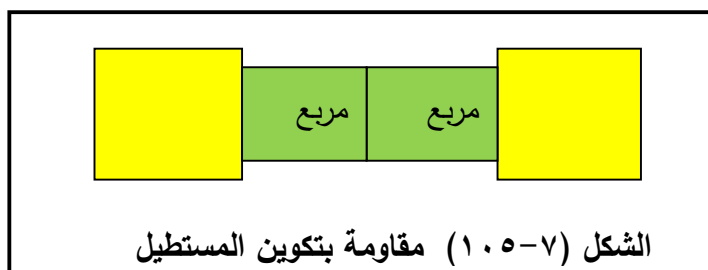 مربع مربع
الشكل (٧-١٠٥) مقاومة بتكوين المستطيل